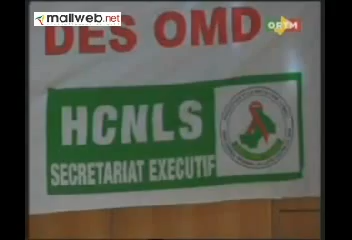 maliweb.net
ORTM
DES OMD
HCNLS
SECRETARIAT EXECUTIF